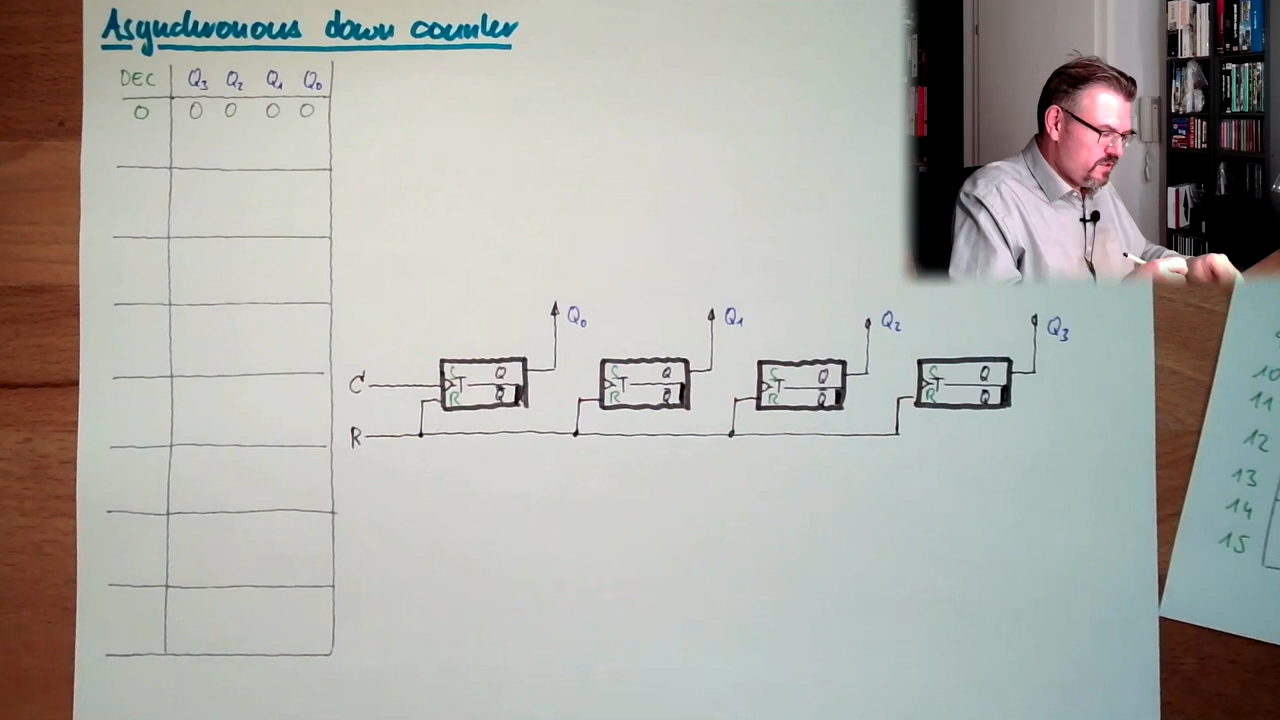 Asynchronous down counter
DEC Q₃ Q₂ Q₁ Q₀
0 0 0 0 0
Q₀ Q₁ Q₂ Q₃
C S T Q S T Q S T Q S T Q
R Q̅ R Q̅ R Q̅ R Q̅
R
10
11
12
13
14
15